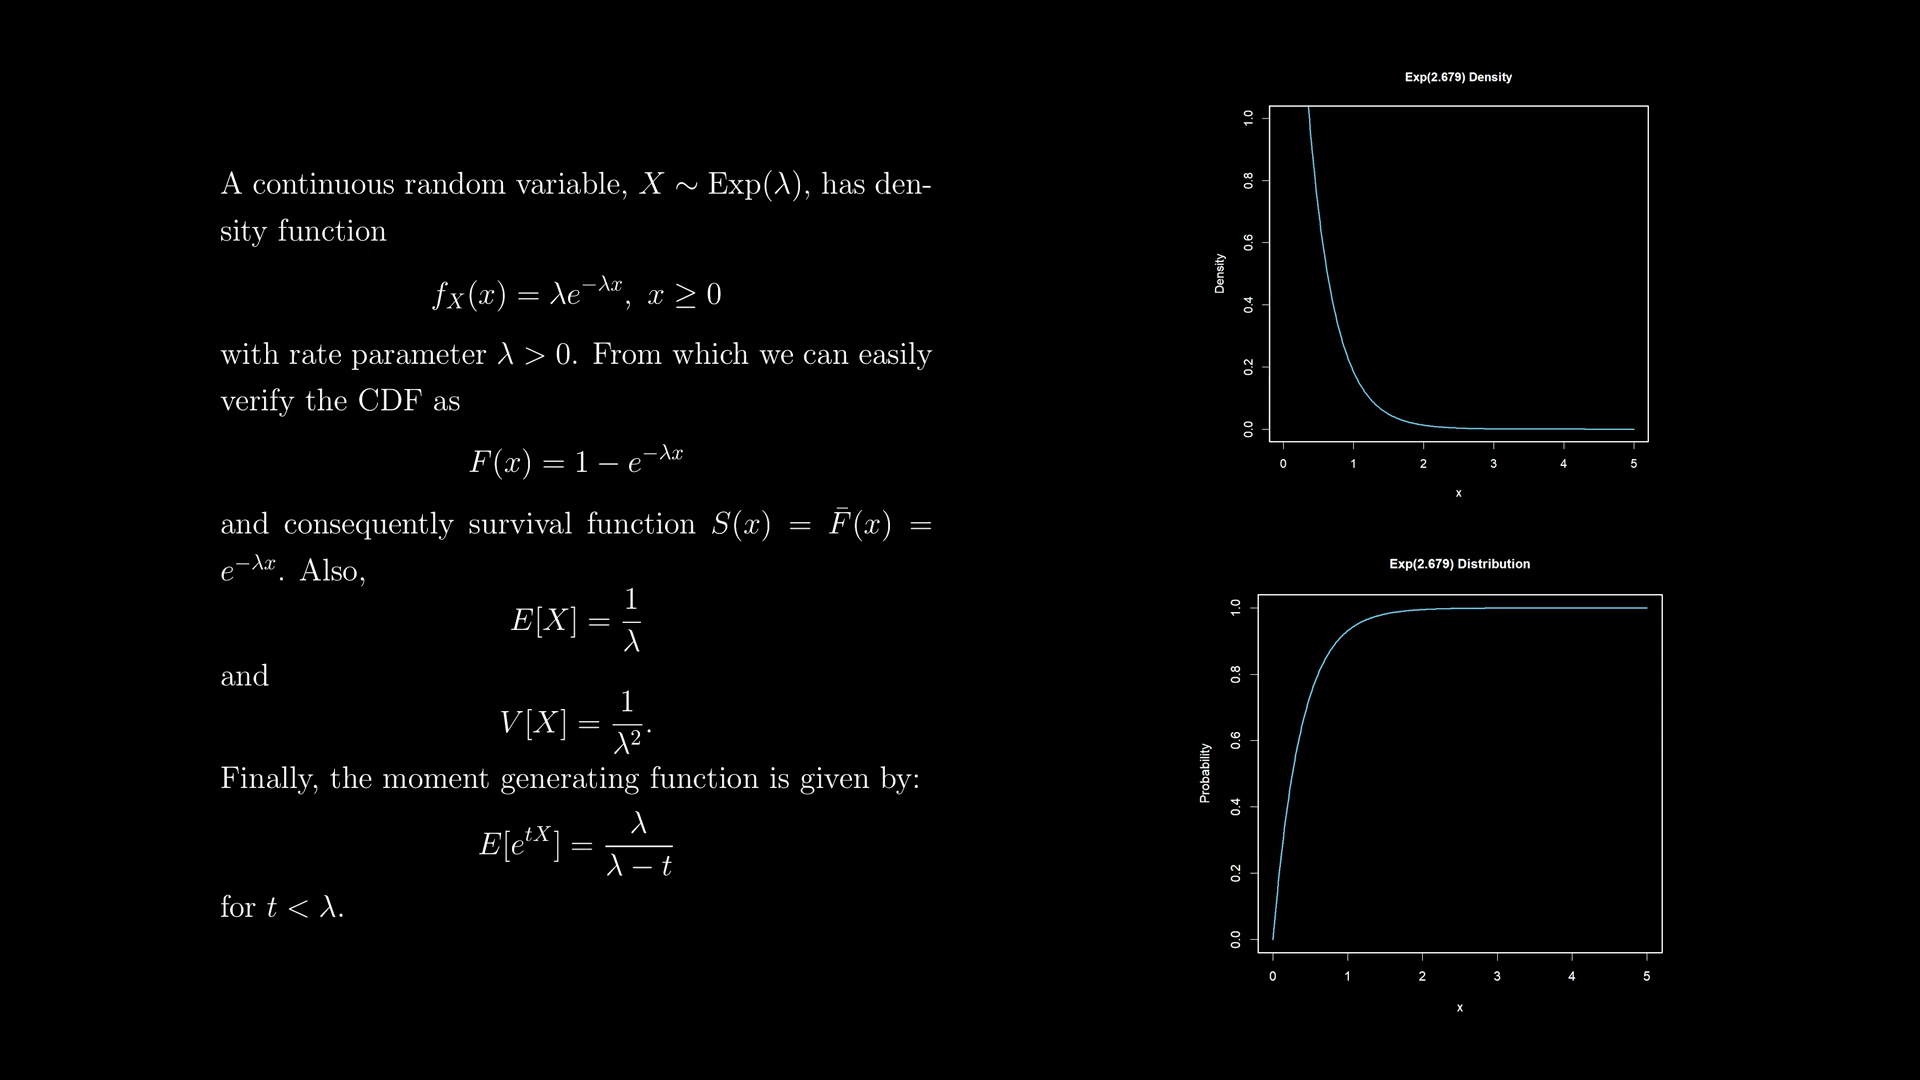 A continuous random variable, X ∼ Exp(λ), has den-
sity function
f_X(x) = λe^{−λx}, x ≥ 0
with rate parameter λ > 0. From which we can easily
verify the CDF as
F(x) = 1 − e^{−λx}
and consequently survival function S(x) = F̄(x) =
e^{−λx}. Also,
E[X] = 1/λ
and
V[X] = 1/λ².
Finally, the moment generating function is given by:
E[e^{tX}] = λ/(λ − t)
for t < λ.
Exp(2.679) Density
Density
1.0
0.8
0.6
0.4
0.2
0.0
0 1 2 3 4 5
x
Exp(2.679) Distribution
Probability
1.0
0.8
0.6
0.4
0.2
0.0
0 1 2 3 4 5
x